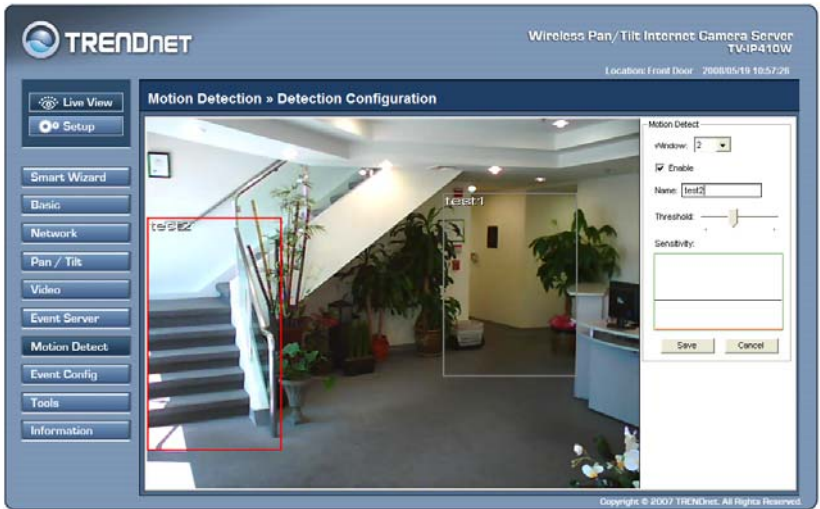 TRENDNET
Wireless Pan/Tilt Internet Camera Server
TV-IP410W
Location: Front Door 2008/05/19 10:57:26
Live View
Setup
Smart Wizard
Basic
Network
Pan / Tilt
Video
Event Server
Motion Detect
Event Config
Tools
Information
Motion Detection » Detection Configuration
test1
test2
Motion Detect
Window: 2
Enable
Name: test2
Threshold:
Sensitivity:
Save Cancel
Copyright © 2007 TRENDnet. All Rights Reserved.